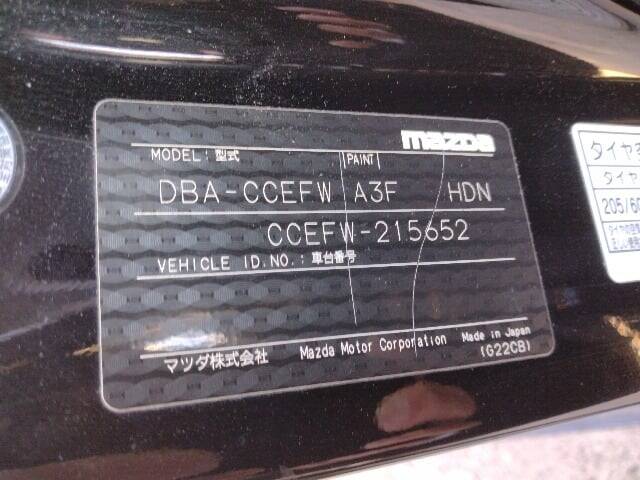 mazda
MODEL: 型式 PAINT
DBA-CCEFW A3F HDN
CCEFW-215652
VEHICLE ID.NO.: 車台番号
マツダ株式会社 Mazda Motor Corporation Made in Japan
(G22CB)
タイヤ
タイヤ
205/60